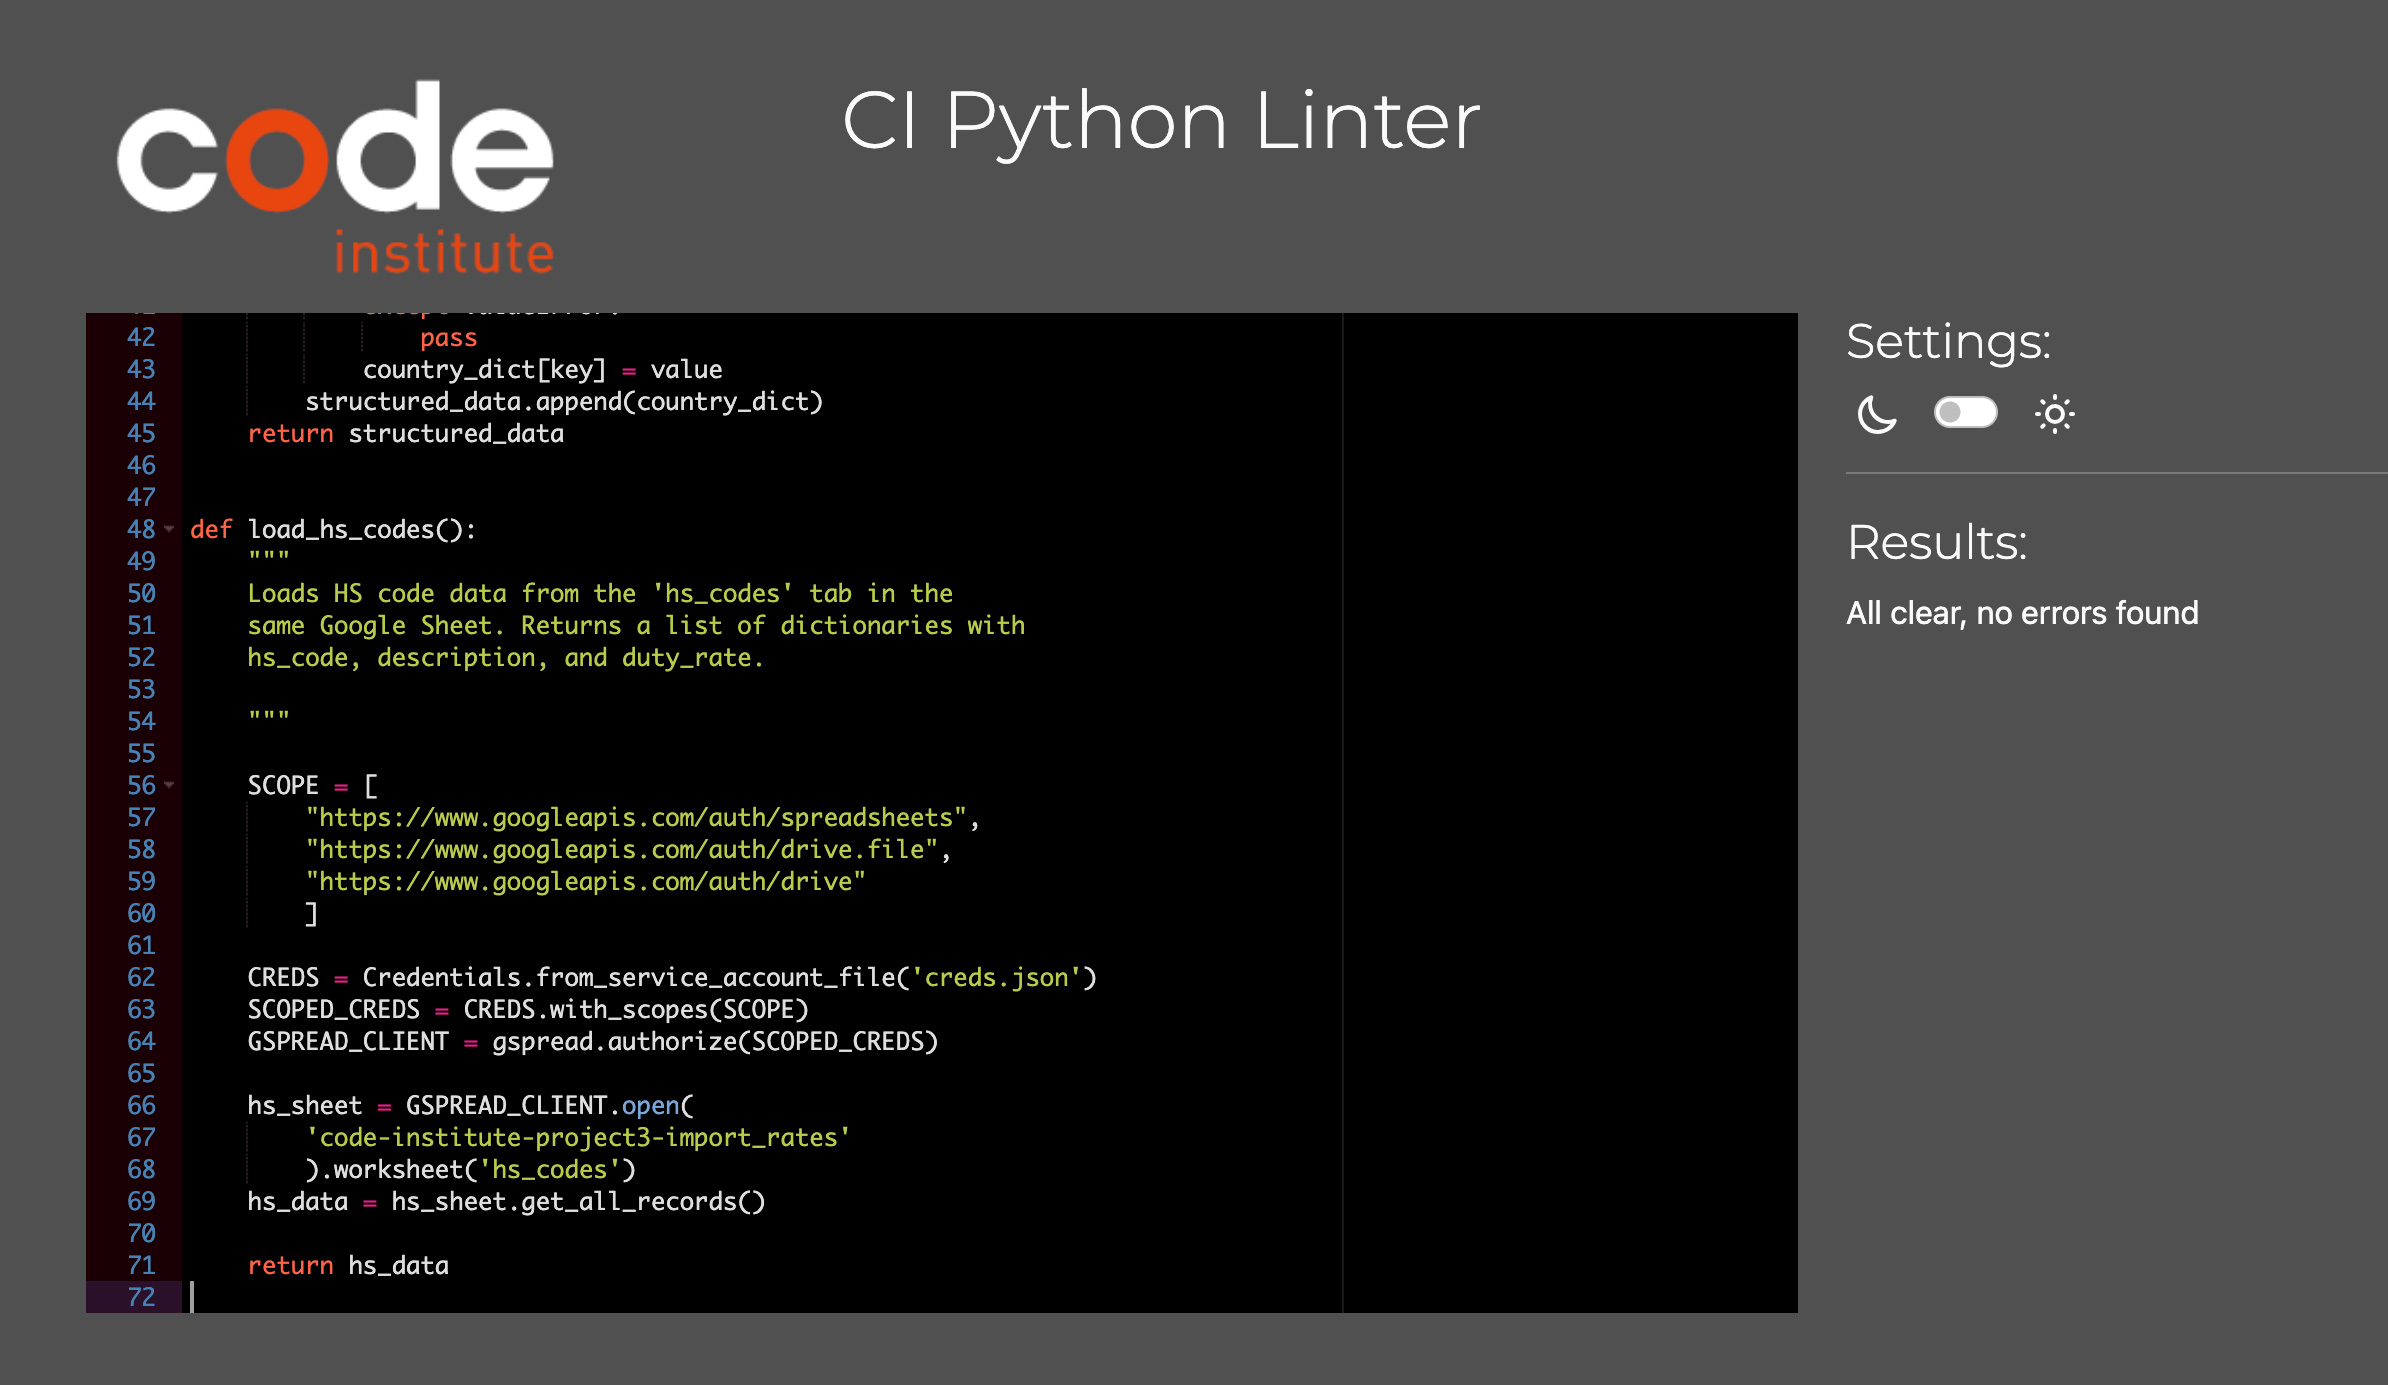 code
institute
CI Python Linter
42 pass
43 country_dict[key] = value
44 structured_data.append(country_dict)
45 return structured_data
46
47
48 def load_hs_codes():
49 """
50 Loads HS code data from the 'hs_codes' tab in the
51 same Google Sheet. Returns a list of dictionaries with
52 hs_code, description, and duty_rate.
53
54 """
55
56 SCOPE = [
57 "https://www.googleapis.com/auth/spreadsheets",
58 "https://www.googleapis.com/auth/drive.file",
59 "https://www.googleapis.com/auth/drive"
60 ]
61
62 CREDS = Credentials.from_service_account_file('creds.json')
63 SCOPED_CREDS = CREDS.with_scopes(SCOPE)
64 GSPREAD_CLIENT = gspread.authorize(SCOPED_CREDS)
65
66 hs_sheet = GSPREAD_CLIENT.open(
67 'code-institute-project3-import_rates'
68 ).worksheet('hs_codes')
69 hs_data = hs_sheet.get_all_records()
70
71 return hs_data
72
Settings:
Results:
All clear, no errors found